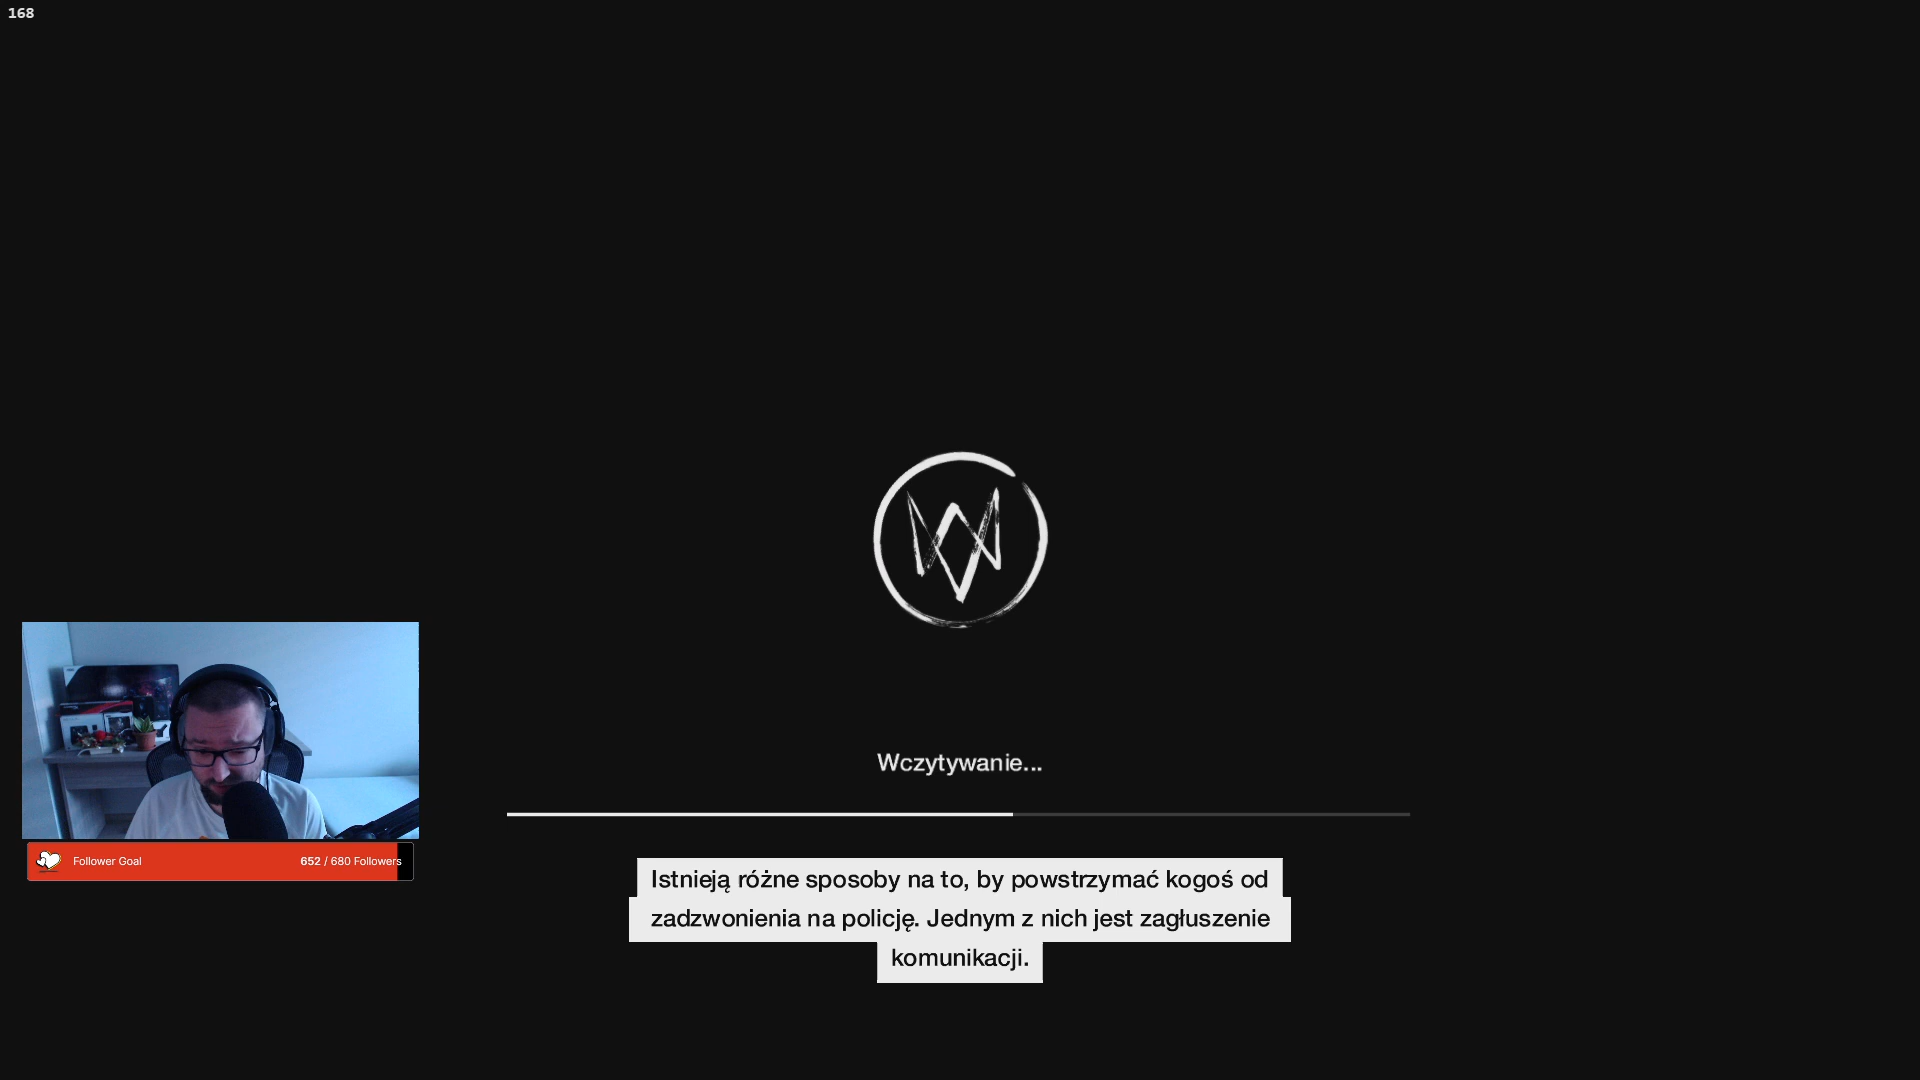 168
Wczytywanie...
Follower Goal 652 / 680 Followers
Istnieją różne sposoby na to, by powstrzymać kogoś od
zadzwonienia na policję. Jednym z nich jest zagłuszenie
komunikacji.